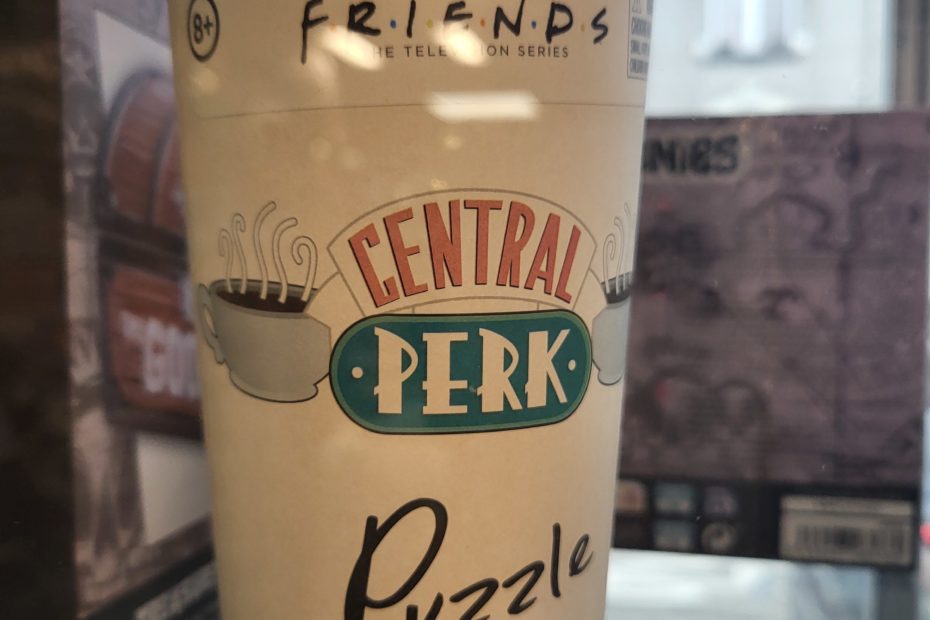 8+
F·R·I·E·N·D·S
THE TELEVISION SERIES
CENTRAL
PERK
Puzzle